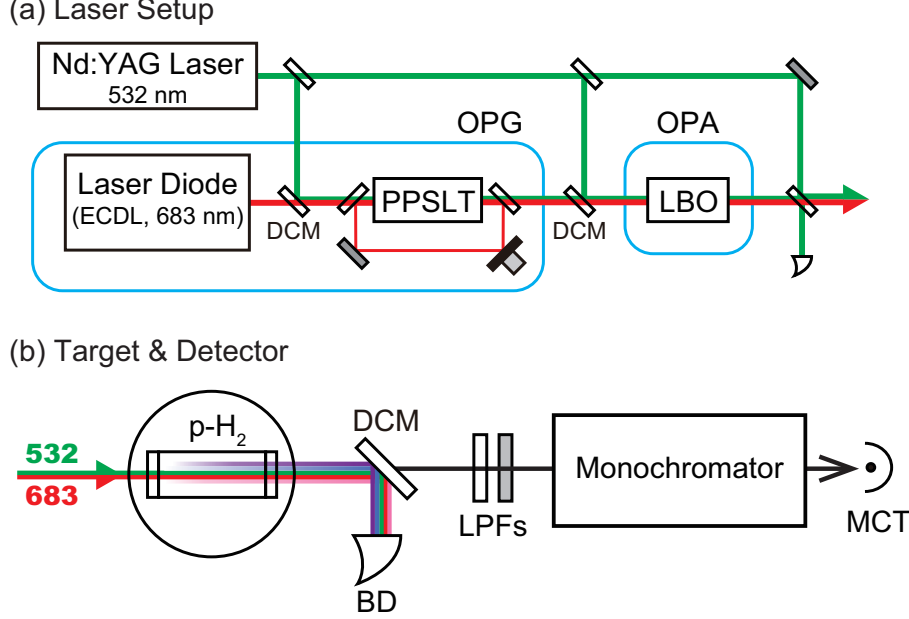 (a) Laser Setup
Nd:YAG Laser
532 nm
OPG
OPA
Laser Diode
(ECDL, 683 nm)
DCM
PPSLT
DCM
LBO
(b) Target & Detector
p-H₂
DCM
532
683
Monochromator
LPFs
MCT
BD